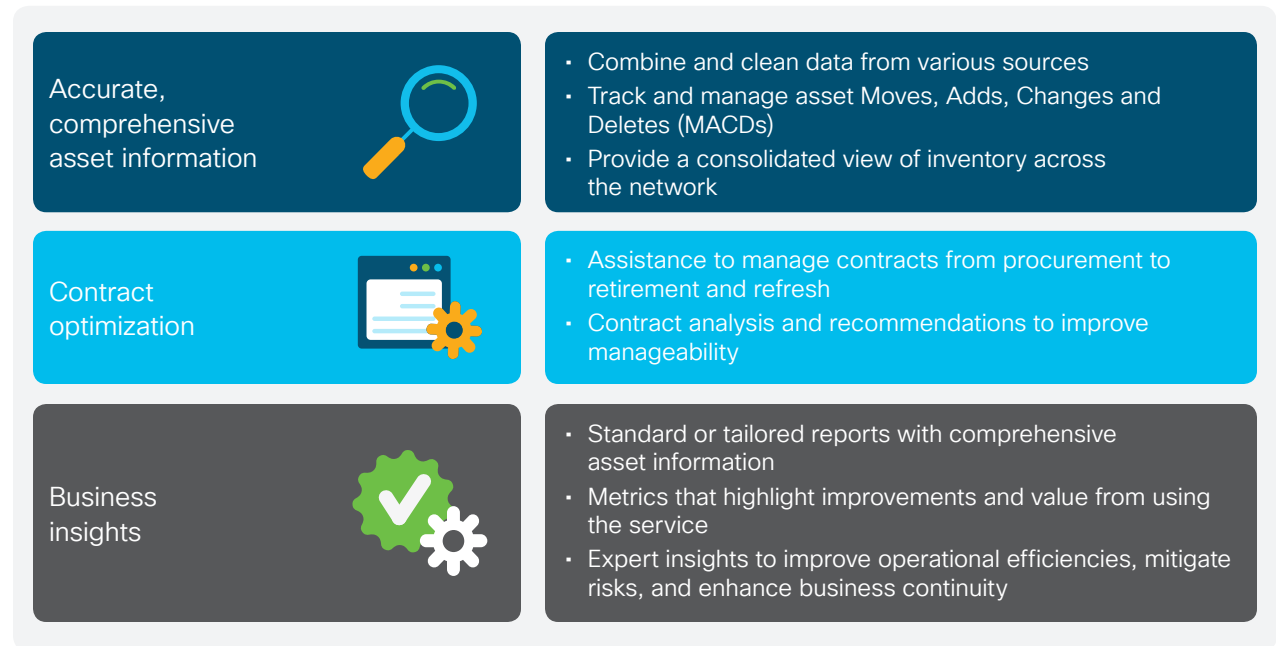 Accurate,
comprehensive
asset information
• Combine and clean data from various sources
• Track and manage asset Moves, Adds, Changes and
Deletes (MACDs)
• Provide a consolidated view of inventory across
the network
Contract
optimization
• Assistance to manage contracts from procurement to
retirement and refresh
• Contract analysis and recommendations to improve
manageability
Business
insights
• Standard or tailored reports with comprehensive
asset information
• Metrics that highlight improvements and value from using
the service
• Expert insights to improve operational efficiencies, mitigate
risks, and enhance business continuity